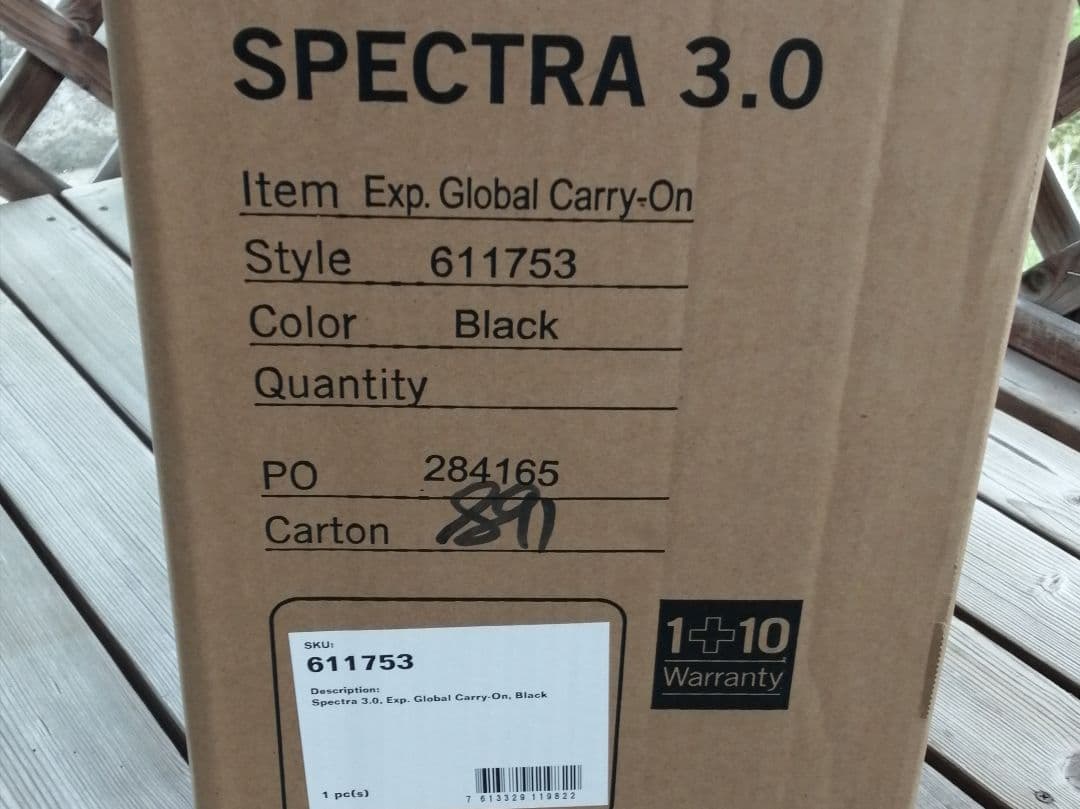 SPECTRA 3.0
Item Exp. Global Carry-On
Style 611753
Color Black
Quantity
PO 284165
Carton 891
1+10
Warranty
SKU:
611753
Description:
Spectra 3.0, Exp. Global Carry-On, Black
1 pc(s)
7 613329 119822